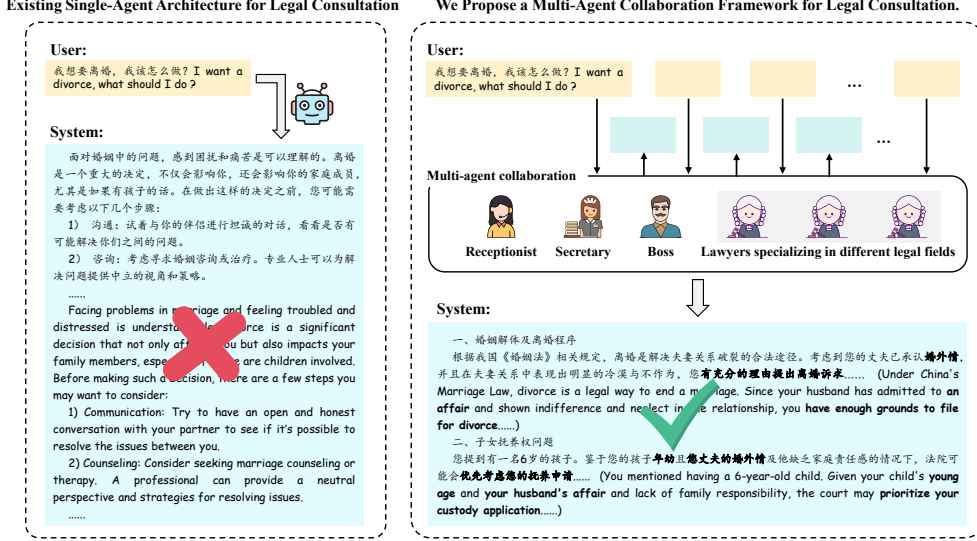 Existing Single-Agent Architecture for Legal Consultation
User:
我想要离婚，我该怎么做？I want a
divorce, what should I do ?
System:
面对婚姻中的问题，感到困扰和痛苦是可以理解的。离婚
是一个重大的决定，不仅会影响你，还会影响你的家庭成员，
尤其是如果有孩子的话。在做出这样的决定之前，您可能需
要考虑以下几个步骤：
1） 沟通：试着与你的伴侣进行坦诚的对话，看看是否有
可能解决你们之间的问题。
2） 咨询：考虑寻求婚姻咨询或治疗。专业人士可以为解
决问题提供中立的视角和策略。
......
Facing problems in marriage and feeling troubled and
distressed is understa divorce is a significant
decision that not only aff you but also impacts your
family members, espe are children involved.
Before making such a decision, there are a few steps you
may want to consider:
1) Communication: Try to have an open and honest
conversation with your partner to see if it's possible to
resolve the issues between you.
2) Counseling: Consider seeking marriage counseling or
therapy. A professional can provide a neutral
perspective and strategies for resolving issues.
......
We Propose a Multi-Agent Collaboration Framework for Legal Consultation.
User:
我想要离婚，我该怎么做？I want a
divorce, what should I do ?
...
...
Multi-agent collaboration
Receptionist Secretary Boss Lawyers specializing in different legal fields
System:
一、婚姻解体及离婚程序
根据我国《婚姻法》相关规定，离婚是解决夫妻关系破裂的合法途径。考虑到您的丈夫已承认婚外情，
并且在夫妻关系中表现出明显的冷漠与不作为，您有充分的理由提出离婚诉求...... (Under China's
Marriage Law, divorce is a legal way to end a marriage. Since your husband has admitted to an
affair and shown indifference and neglect in the relationship, you have enough grounds to file
for divorce......)
二、子女抚养权问题
您提到有一名6岁的孩子。鉴于您的孩子年幼且您丈夫的婚外情及他缺乏家庭责任感的情况下，法院可
能会优先考虑您的抚养申请...... (You mentioned having a 6-year-old child. Given your child's young
age and your husband's affair and lack of family responsibility, the court may prioritize your
custody application......)